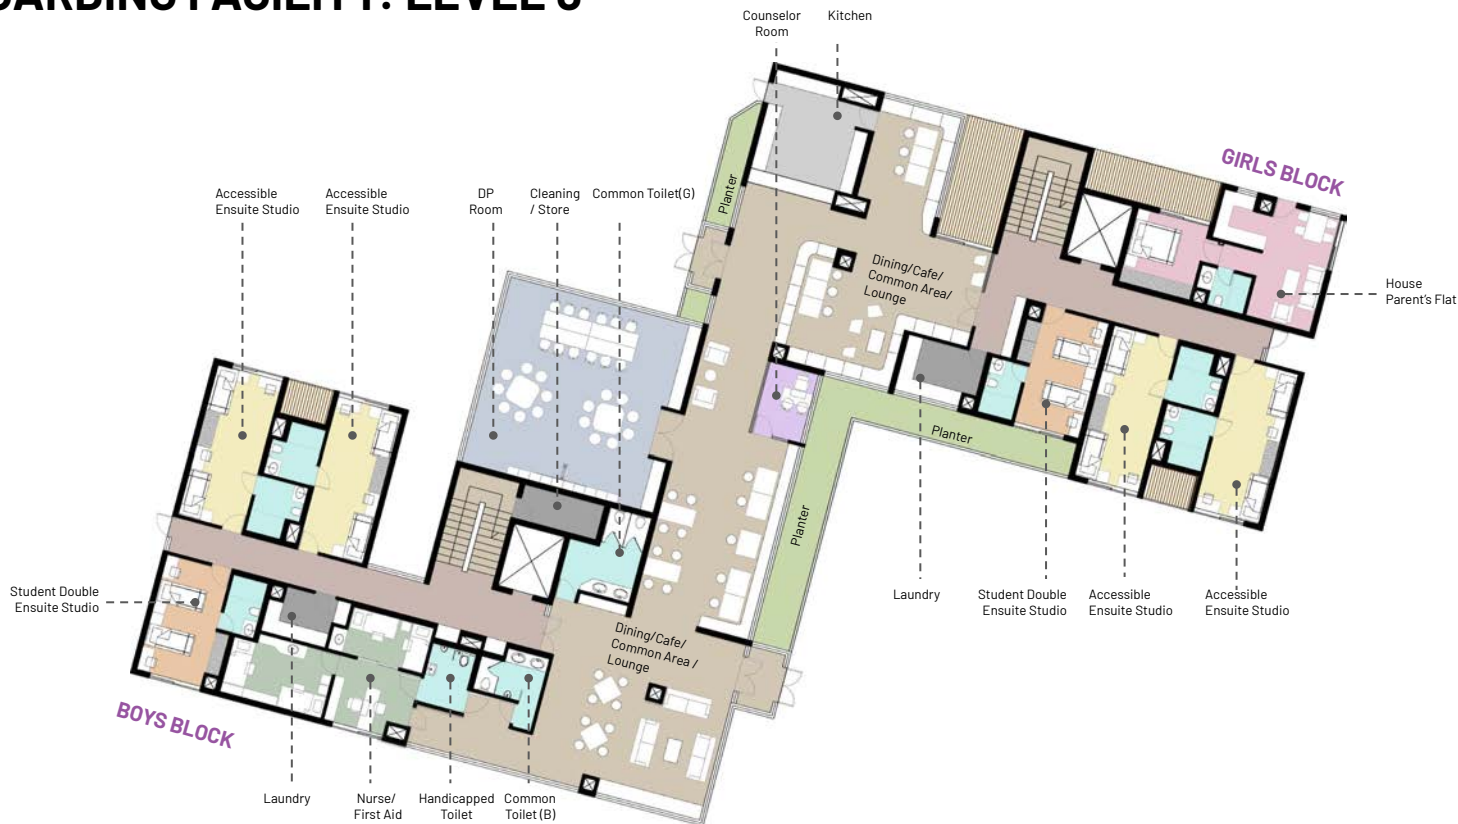 Counselor
Room
Kitchen
GIRLS BLOCK
Accessible
Ensuite Studio
Accessible
Ensuite Studio
DP
Room
Cleaning
/ Store
Common Toilet(G)
Planter
Dining/Cafe/
Common Area/
Lounge
House
Parent's Flat
Planter
Planter
Student Double
Ensuite Studio
Laundry
Student Double
Ensuite Studio
Accessible
Ensuite Studio
Accessible
Ensuite Studio
Dining/Cafe/
Common Area /
Lounge
BOYS BLOCK
Laundry
Nurse/
First Aid
Handicapped
Toilet
Common
Toilet (B)